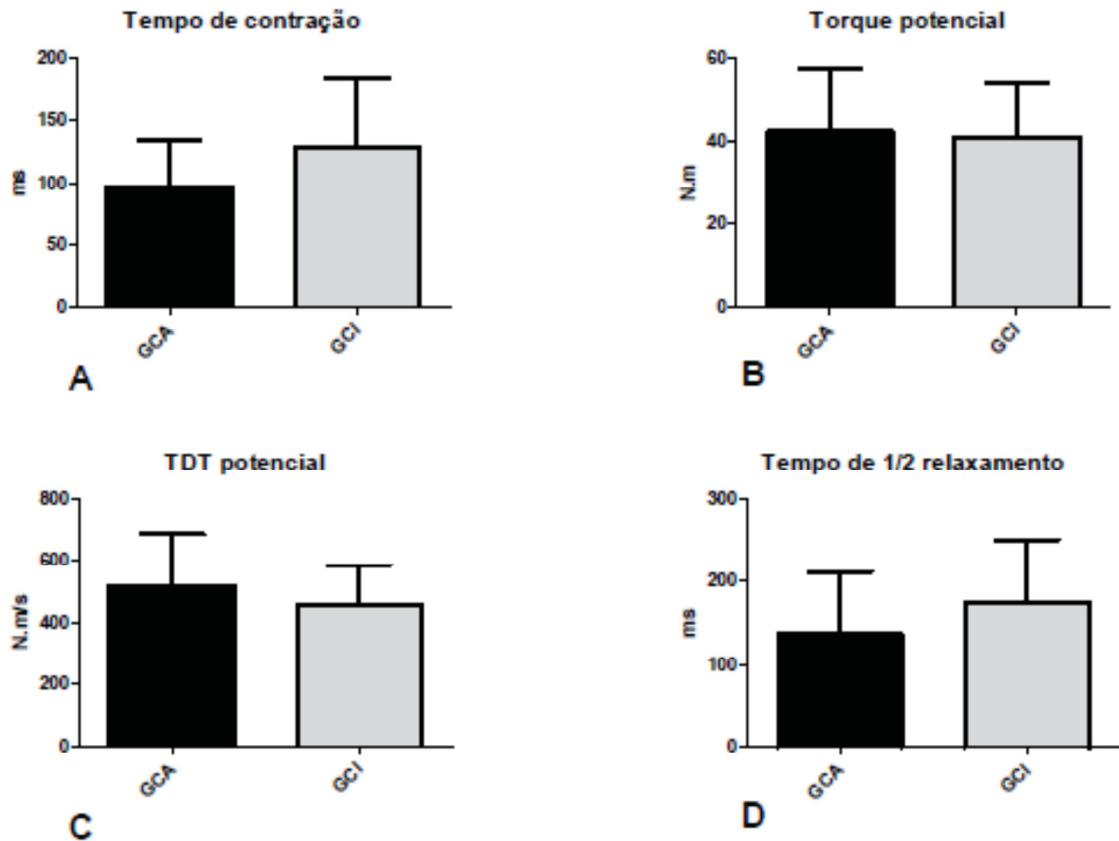 Tempo de contração
200
150
100
50
0
ms
GCA
GCI
A
Torque potencial
60
40
20
0
N.m
GCA
GCI
B
TDT potencial
800
600
400
200
0
N.m/s
GCA
GCI
C
Tempo de 1/2 relaxamento
300
200
100
0
ms
GCA
GCI
D